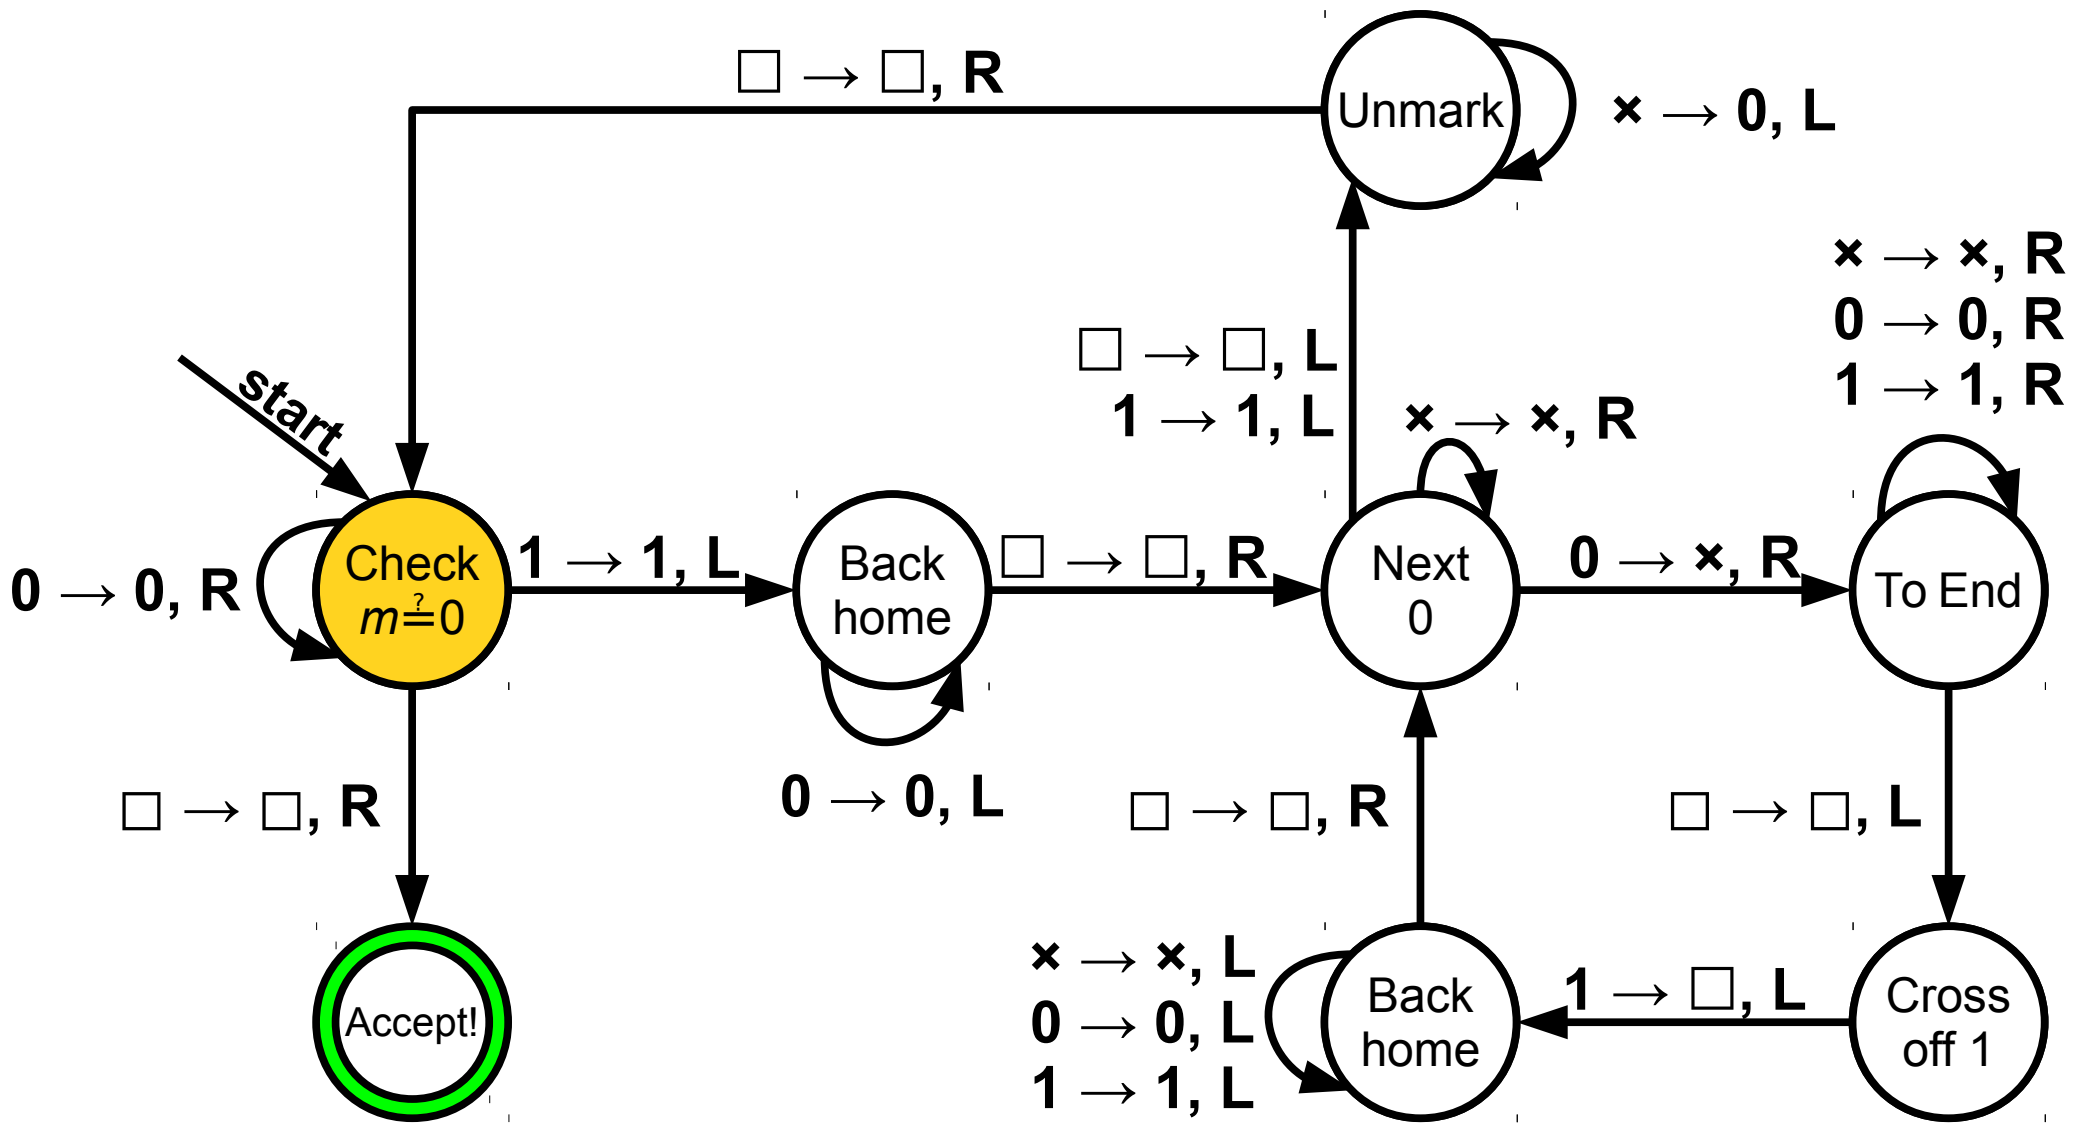 □ → □, R
Unmark
× → 0, L
× → ×, R
0 → 0, R
1 → 1, R
□ → □, L
1 → 1, L
× → ×, R
start
Check
m≟0
0 → 0, R
1 → 1, L
Back
home
□ → □, R
Next
0
0 → ×, R
To End
0 → 0, L
□ → □, R
□ → □, R
□ → □, L
Accept!
× → ×, L
0 → 0, L
1 → 1, L
Back
home
1 → □, L
Cross
off 1